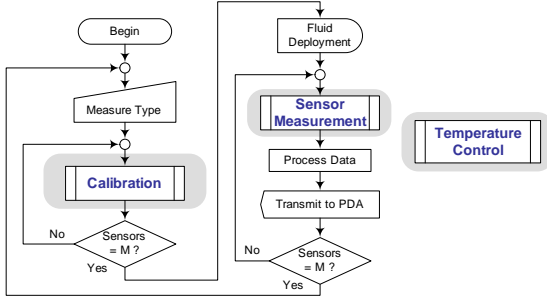 Begin
Measure Type
Calibration
Sensors
= M ?
No
Yes
Fluid
Deployment
Sensor
Measurement
Process Data
Transmit to PDA
Sensors
= M ?
No
Yes
Temperature
Control